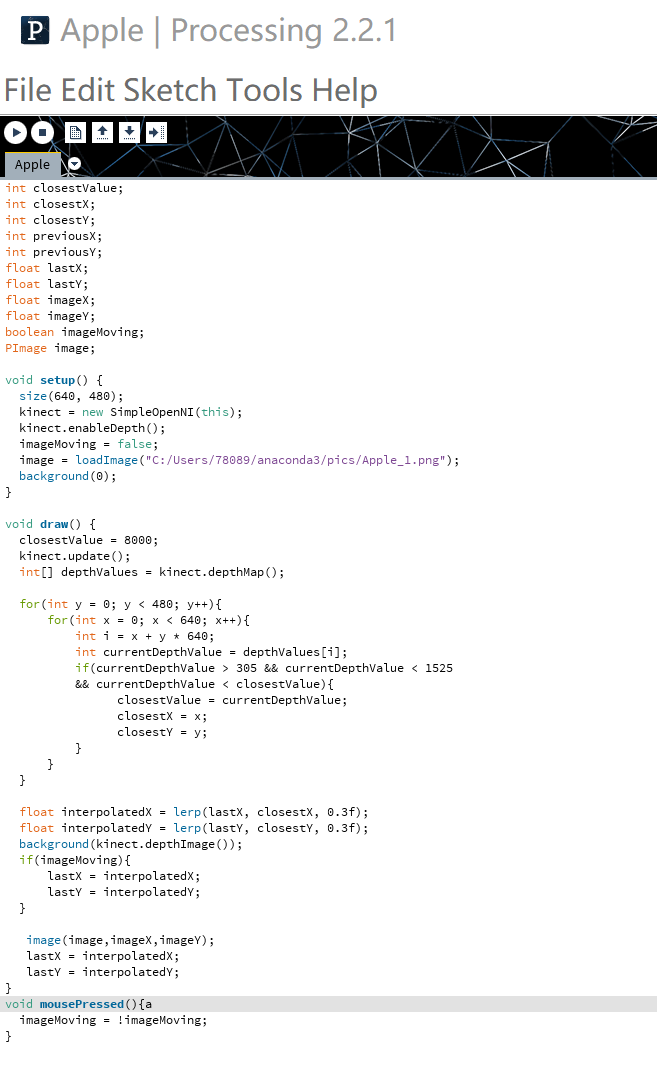 P Apple | Processing 2.2.1
File Edit Sketch Tools Help
Apple
int closestValue;
int closestX;
int closestY;
int previousX;
int previousY;
float lastX;
float lastY;
float imageX;
float imageY;
boolean imageMoving;
PImage image;
void setup() {
  size(640, 480);
  kinect = new SimpleOpenNI(this);
  kinect.enableDepth();
  imageMoving = false;
  image = loadImage("C:/Users/78089/anaconda3/pics/Apple_1.png");
  background(0);
}
void draw() {
  closestValue = 8000;
  kinect.update();
  int[] depthValues = kinect.depthMap();
  for(int y = 0; y < 480; y++){
      for(int x = 0; x < 640; x++){
          int i = x + y * 640;
          int currentDepthValue = depthValues[i];
          if(currentDepthValue > 305 && currentDepthValue < 1525
          && currentDepthValue < closestValue){
                closestValue = currentDepthValue;
                closestX = x;
                closestY = y;
          }
      }
  }
  float interpolatedX = lerp(lastX, closestX, 0.3f);
  float interpolatedY = lerp(lastY, closestY, 0.3f);
  background(kinect.depthImage());
  if(imageMoving){
      lastX = interpolatedX;
      lastY = interpolatedY;
  }
   image(image,imageX,imageY);
   lastX = interpolatedX;
   lastY = interpolatedY;
}
void mousePressed(){a
  imageMoving = !imageMoving;
}